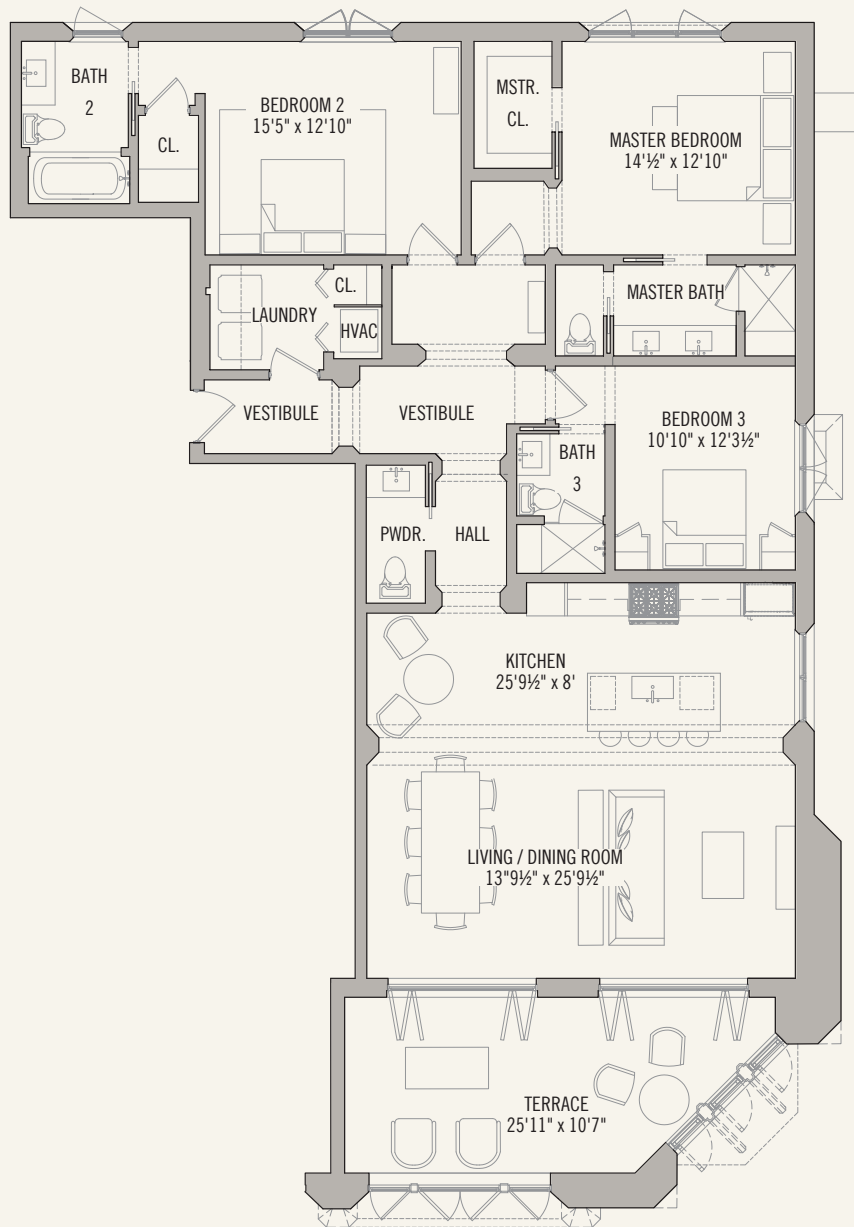 BATH
2
BEDROOM 2
15'5" x 12'10"
CL.
MSTR.
CL.
MASTER BEDROOM
14'½" x 12'10"
LAUNDRY
CL.
HVAC
MASTER BATH
VESTIBULE
VESTIBULE
BEDROOM 3
10'10" x 12'3½"
BATH
3
PWDR.
HALL
KITCHEN
25'9½" x 8'
LIVING / DINING ROOM
13"9½" x 25'9½"
TERRACE
25'11" x 10'7"